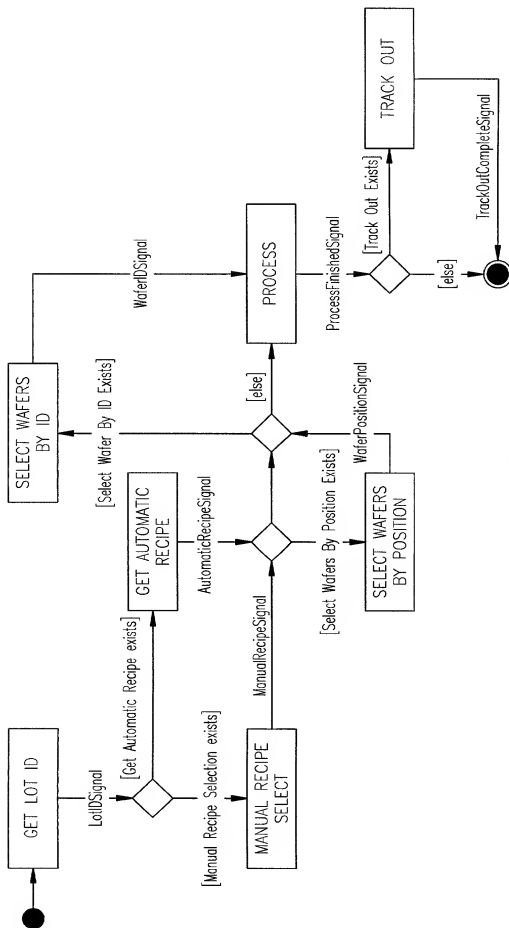 GET LOT ID
LotIDSignal
[Get Automatic Recipe exists]
[Manual Recipe Selection exists]
MANUAL RECIPE
SELECT
ManualRecipeSignal
GET AUTOMATIC
RECIPE
AutomaticRecipeSignal
[Select Wafers By Position Exists]
SELECT WAFERS
BY POSITION
WaferPositionSignal
[Select Wafer By ID Exists]
SELECT WAFERS
BY ID
WaferIDSignal
[else]
PROCESS
ProcessFinishedSignal
[Track Out Exists]
[else]
TRACK OUT
TrackOutCompleteSignal